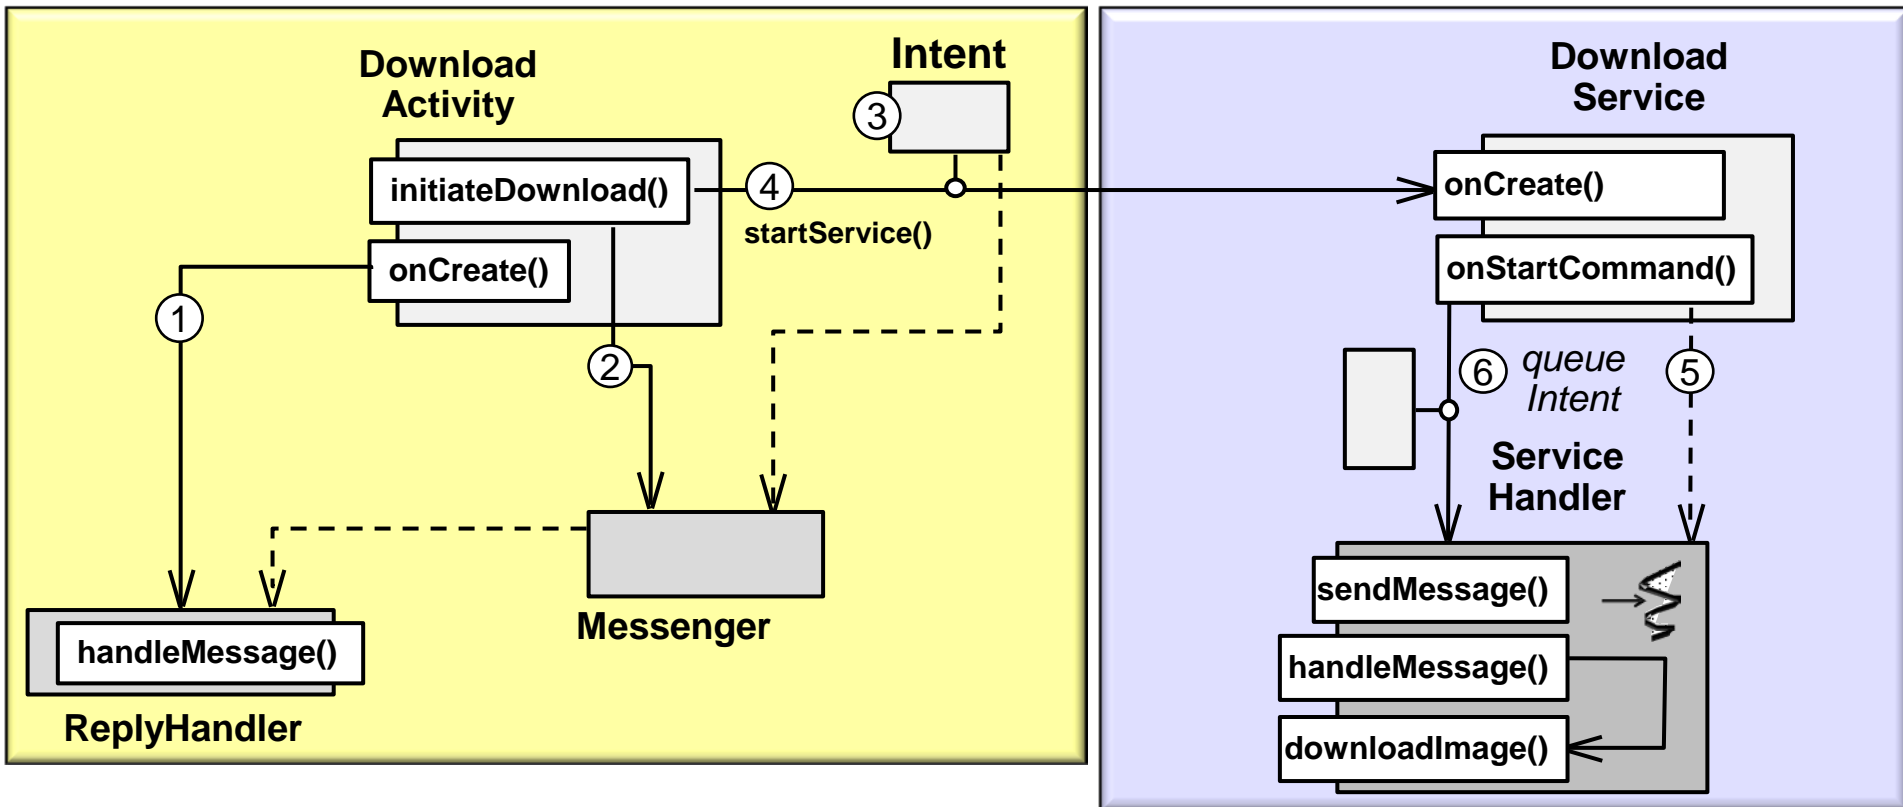 Download
Activity
Intent
3
initiateDownload()
4
startService()
onCreate()
1
2
Messenger
handleMessage()
ReplyHandler
Download
Service
onCreate()
onStartCommand()
6
queue
Intent
5
Service
Handler
sendMessage()
handleMessage()
downloadImage()